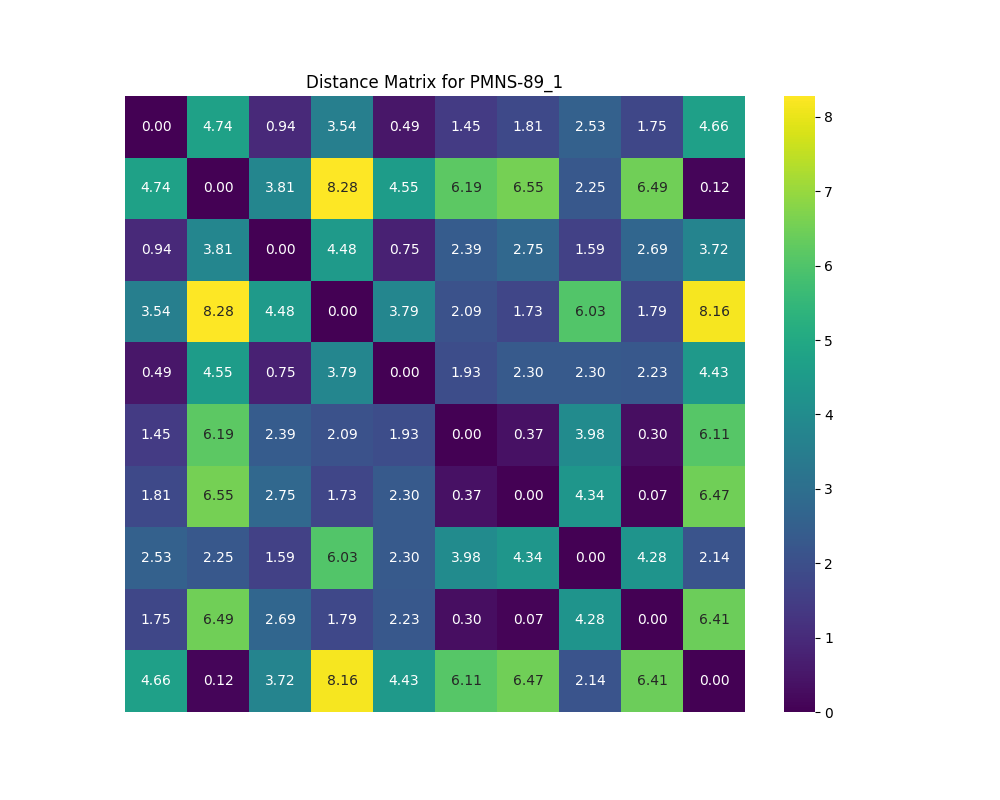 Distance Matrix for PMNS-89_1
0.00 4.74 0.94 3.54 0.49 1.45 1.81 2.53 1.75 4.66
4.74 0.00 3.81 8.28 4.55 6.19 6.55 2.25 6.49 0.12
0.94 3.81 0.00 4.48 0.75 2.39 2.75 1.59 2.69 3.72
3.54 8.28 4.48 0.00 3.79 2.09 1.73 6.03 1.79 8.16
0.49 4.55 0.75 3.79 0.00 1.93 2.30 2.30 2.23 4.43
1.45 6.19 2.39 2.09 1.93 0.00 0.37 3.98 0.30 6.11
1.81 6.55 2.75 1.73 2.30 0.37 0.00 4.34 0.07 6.47
2.53 2.25 1.59 6.03 2.30 3.98 4.34 0.00 4.28 2.14
1.75 6.49 2.69 1.79 2.23 0.30 0.07 4.28 0.00 6.41
4.66 0.12 3.72 8.16 4.43 6.11 6.47 2.14 6.41 0.00
8
7
6
5
4
3
2
1
0